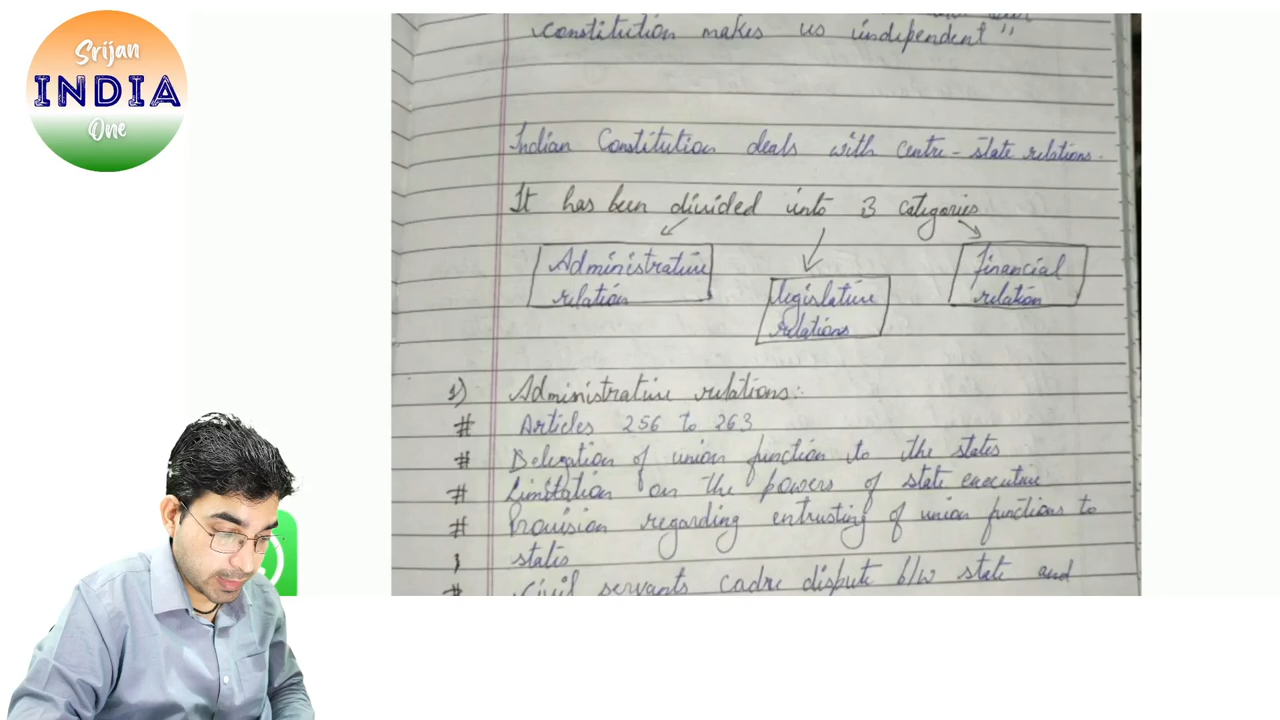 Srijan
INDIA
One
constitution makes us independent"
Indian Constitution deals with centre-state relations.
It has been divided into 3 categories
Administrative
relation
legislative
relations
financial
relation
1) Administrative relations:-
# Articles 256 to 263
# Delegation of union function to the states
# Limitation on the powers of state executive
# Provision regarding entrusting of union functions to
states
# Civil servants cadre dispute b/w state and